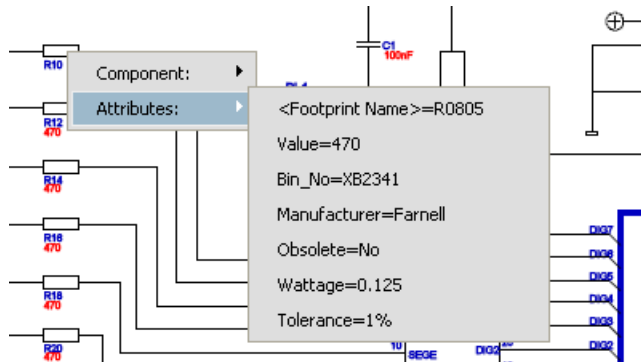 C1
100nF
R10
Component:
Attributes:
<Footprint Name>=R0805
Value=470
Bin_No=XB2341
Manufacturer=Farnell
Obsolete=No
Wattage=0.125
Tolerance=1%
R12
470
R14
470
R16
470
R18
470
R20
470
DIG7
DIG6
DIG5
DIG4
DIG3
DIG2
10
SEGE
DIG2